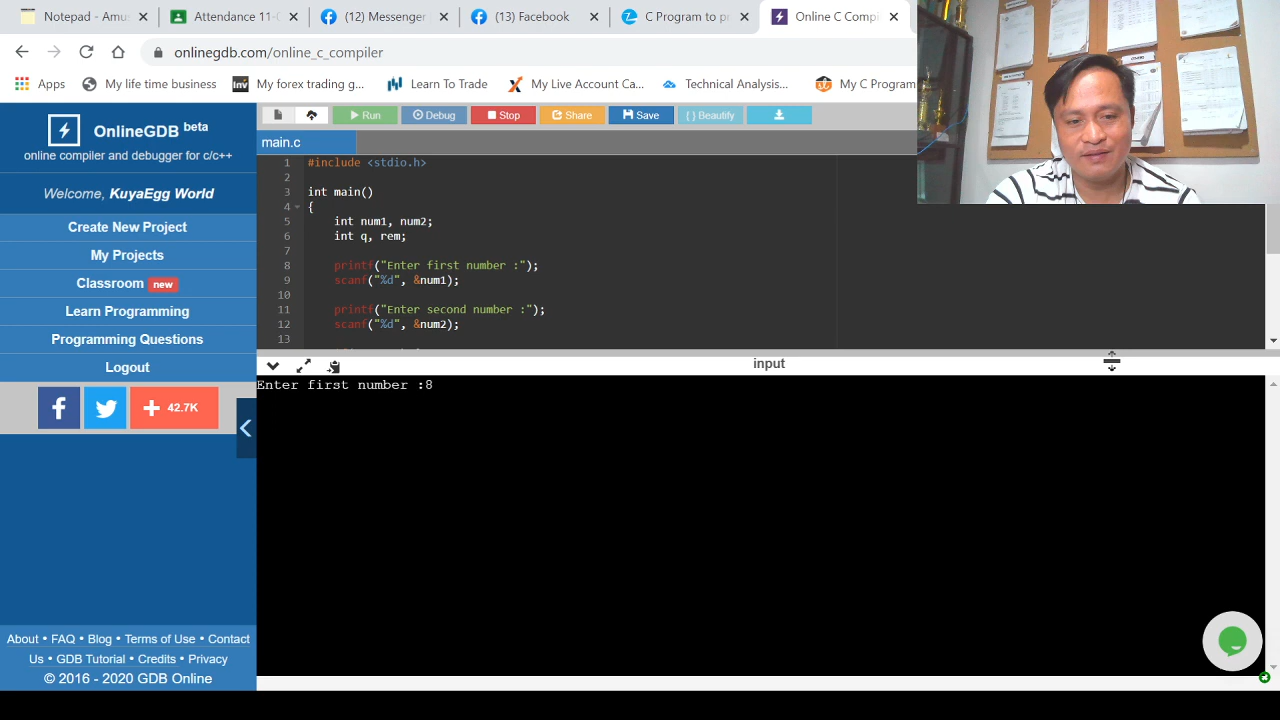 Notepad - Amus
Attendance 11-
(12) Messenger
(13) Facebook
C Program to pr
Online C Compil
onlinegdb.com/online_c_compiler
Apps
My life time business
Inv
My forex trading g...
Learn To Trade
My Live Account Ca...
Technical Analysis...
My C Program
OnlineGDB beta
online compiler and debugger for c/c++
Welcome, KuyaEgg World
Create New Project
My Projects
Classroom new
Learn Programming
Programming Questions
Logout
42.7K
About • FAQ • Blog • Terms of Use • Contact
Us • GDB Tutorial • Credits • Privacy
© 2016 - 2020 GDB Online
Run
Debug
Stop
Share
Save
{ } Beautify
main.c
1 #include <stdio.h>
2
3 int main()
4 {
5 int num1, num2;
6 int q, rem;
7
8 printf("Enter first number :");
9 scanf("%d", &num1);
10
11 printf("Enter second number :");
12 scanf("%d", &num2);
13
input
Enter first number :8